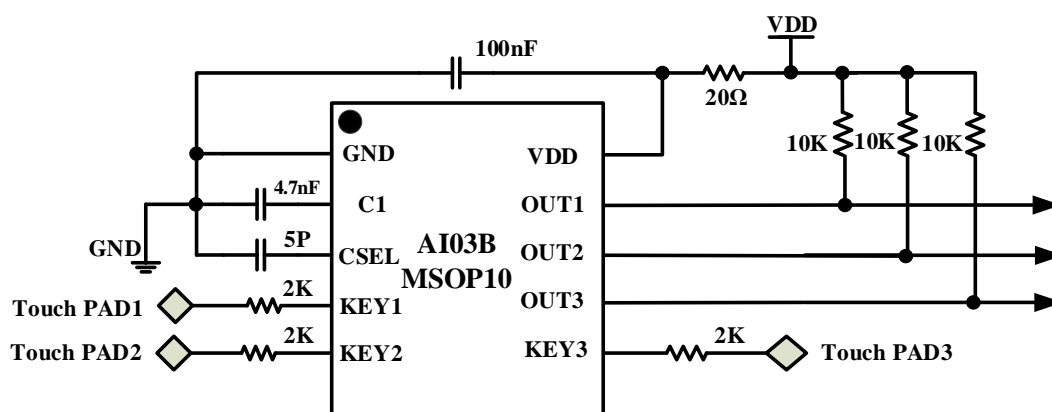 VDD
100nF
20Ω
10K
10K
10K
GND
VDD
4.7nF
C1
OUT1
AI03B
MSOP10
GND
5P
CSEL
OUT2
2K
OUT3
Touch PAD1
KEY1
2K
2K
Touch PAD2
KEY2
KEY3
Touch PAD3